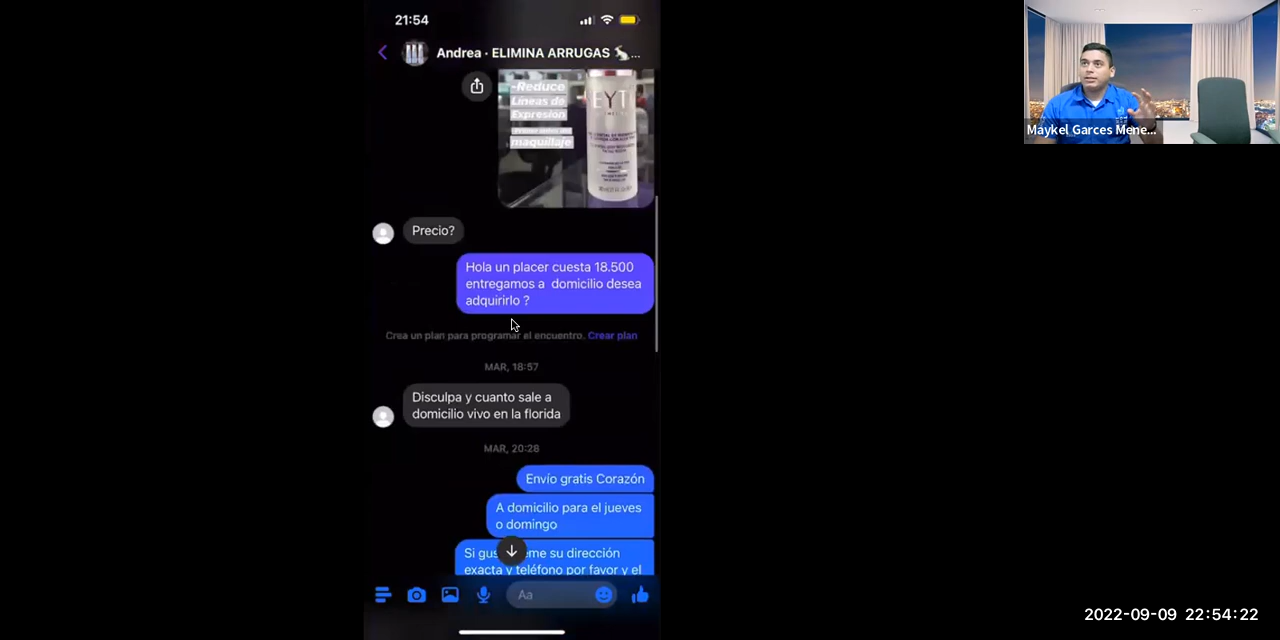 21:54
Andrea · ELIMINA ARRUGAS 🐇...
Maykel Garces Mene...
-Reduce
Líneas de
Expresión
maquillaje
EYT
Precio?
Hola un placer cuesta 18.500
entregamos a domicilio desea
adquirirlo ?
Crea un plan para programar el encuentro. Crear plan
MAR, 18:57
Disculpa y cuanto sale a
domicilio vivo en la florida
MAR, 20:28
Envío gratis Corazón
A domicilio para el jueves
o domingo
Si gus eme su dirección
exacta y teléfono por favor y el
Aa
2022-09-09 22:54:22